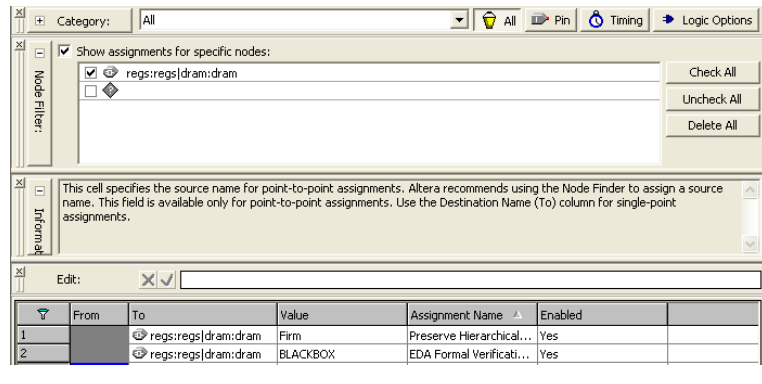 Category: All All Pin Timing Logic Options
Show assignments for specific nodes:
Node Filter:
regs:regs|dram:dram
Check All
Uncheck All
Delete All
Informat
This cell specifies the source name for point-to-point assignments. Altera recommends using the Node Finder to assign a source
name. This field is available only for point-to-point assignments. Use the Destination Name (To) column for single-point
assignments.
Edit:
From To Value Assignment Name Enabled
1 regs:regs|dram:dram Firm Preserve Hierarchical... Yes
2 regs:regs|dram:dram BLACKBOX EDA Formal Verificati... Yes